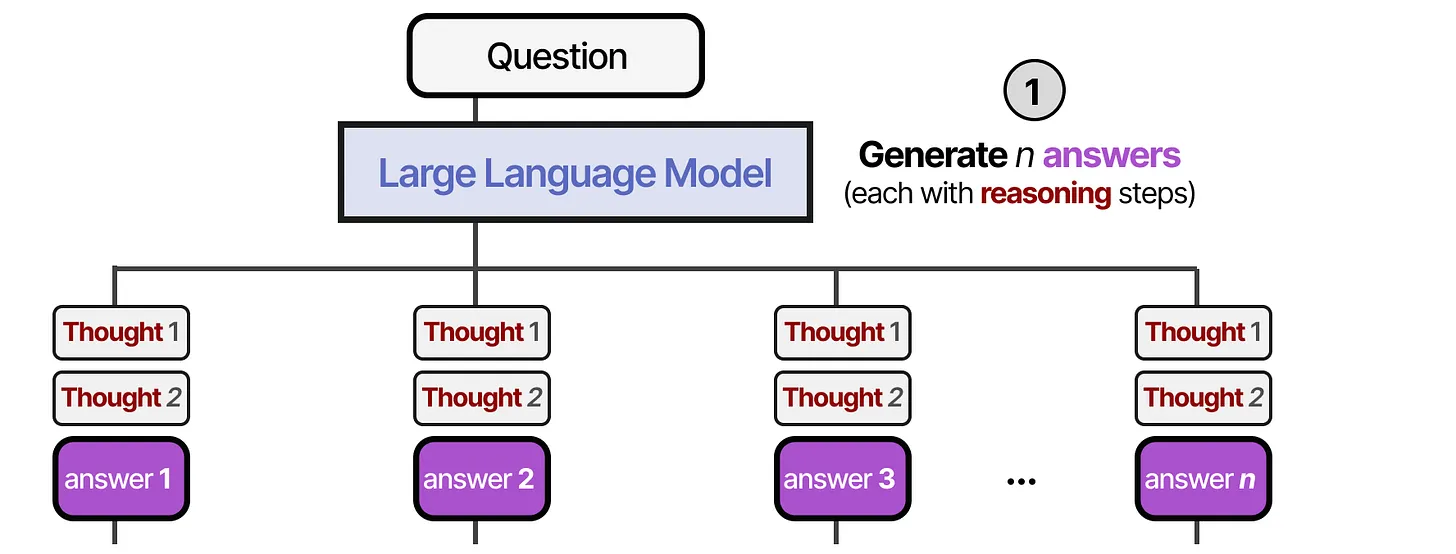 Question
1
Large Language Model
Generate n answers
(each with reasoning steps)
Thought 1
Thought 1
Thought 1
Thought 1
Thought 2
Thought 2
Thought 2
Thought 2
answer 1
answer 2
answer 3
...
answer n